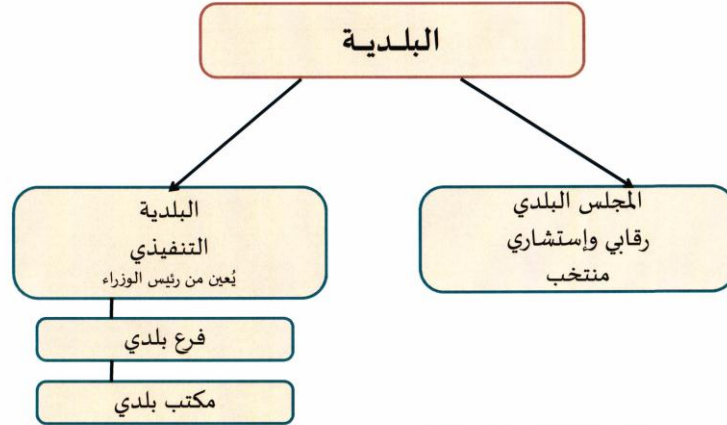 البلـديـة
المجلس البلدي
رقابي وإستشاري
منتخب
البلدية
التنفيذي
يُعين من رئيس الوزراء
فرع بلدي
مكتب بلدي